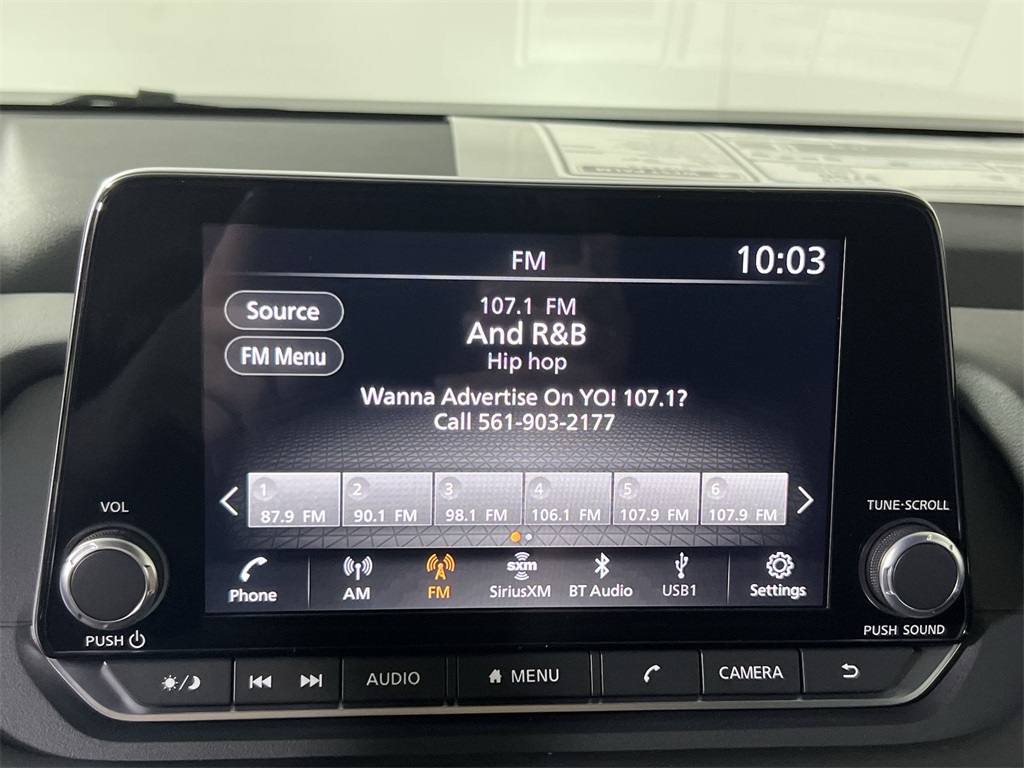 FM 10:03
Source
FM Menu
107.1 FM
And R&B
Hip hop
Wanna Advertise On YO! 107.1?
Call 561-903-2177
1 2 3 4 5 6
87.9 FM 90.1 FM 98.1 FM 106.1 FM 107.9 FM 107.9 FM
sxm
Phone AM FM SiriusXM BT Audio USB1 Settings
VOL
PUSH
TUNE·SCROLL
PUSH SOUND
AUDIO MENU CAMERA